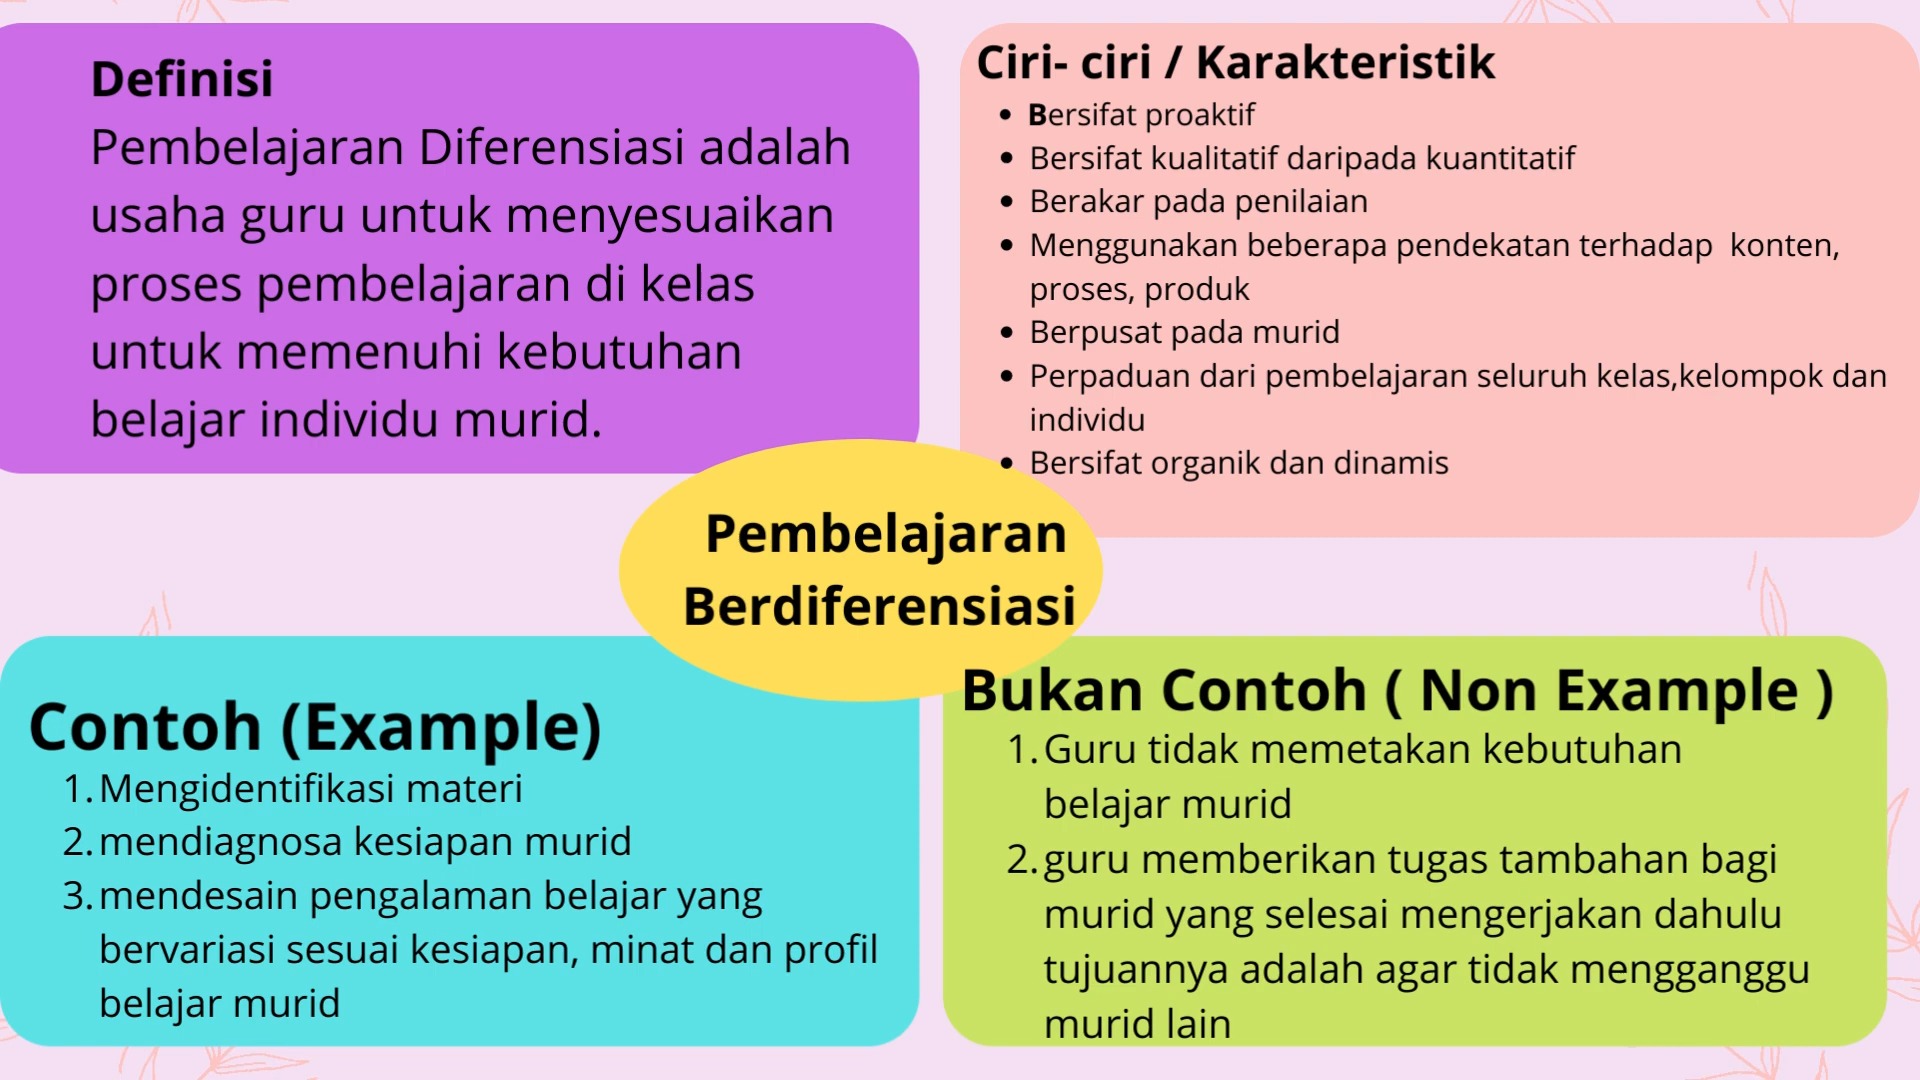 Definisi
Pembelajaran Diferensiasi adalah
usaha guru untuk menyesuaikan
proses pembelajaran di kelas
untuk memenuhi kebutuhan
belajar individu murid.
Ciri- ciri / Karakteristik
• Bersifat proaktif
• Bersifat kualitatif daripada kuantitatif
• Berakar pada penilaian
• Menggunakan beberapa pendekatan terhadap  konten,
proses, produk
• Berpusat pada murid
• Perpaduan dari pembelajaran seluruh kelas,kelompok dan
individu
• Bersifat organik dan dinamis
Pembelajaran
Berdiferensiasi
Contoh (Example)
1. Mengidentifikasi materi
2. mendiagnosa kesiapan murid
3. mendesain pengalaman belajar yang
bervariasi sesuai kesiapan, minat dan profil
belajar murid
Bukan Contoh ( Non Example )
1. Guru tidak memetakan kebutuhan
belajar murid
2. guru memberikan tugas tambahan bagi
murid yang selesai mengerjakan dahulu
tujuannya adalah agar tidak mengganggu
murid lain